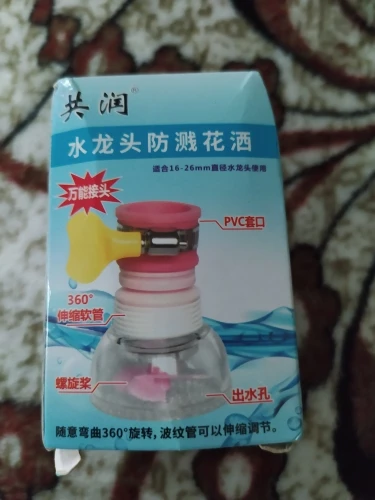 共润®
水龙头防溅花洒
适合16-26mm直径水龙头使用
万能接头
PVC套口
360°
伸缩软管
螺旋桨
出水孔
随意弯曲360°旋转,波纹管可以伸缩调节。